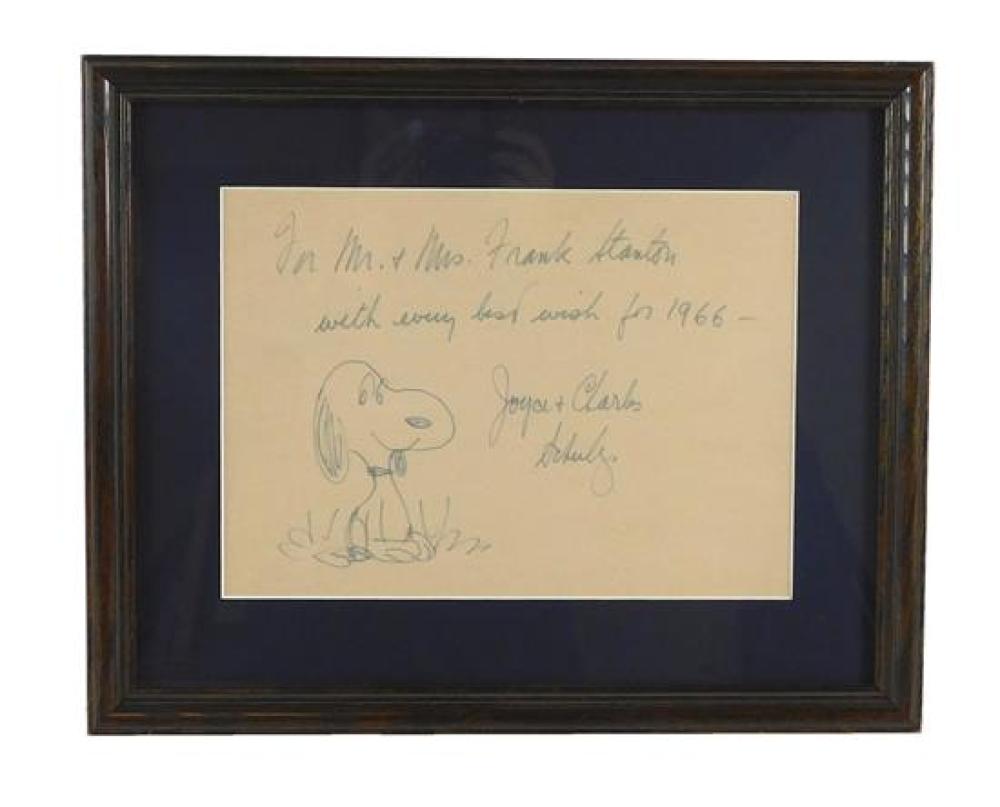 For Mr. + Mrs. Frank Stanton
with every best wish for 1966 —
Joyce + Charles
Schulz.